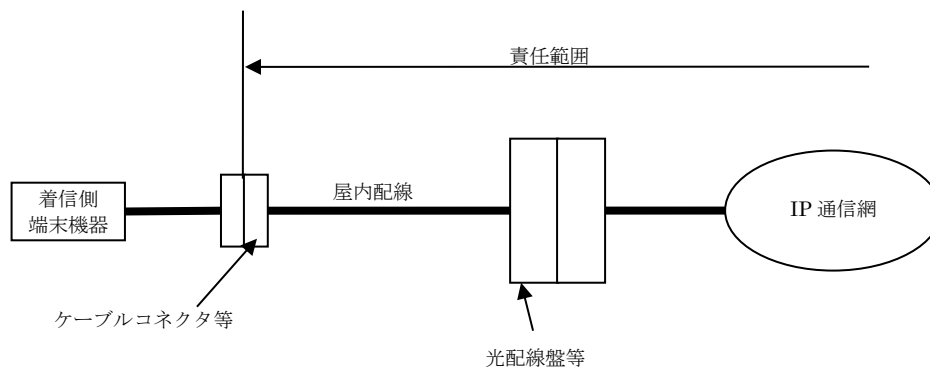 責任範囲
着信側
端末機器
屋内配線
IP 通信網
ケーブルコネクタ等
光配線盤等